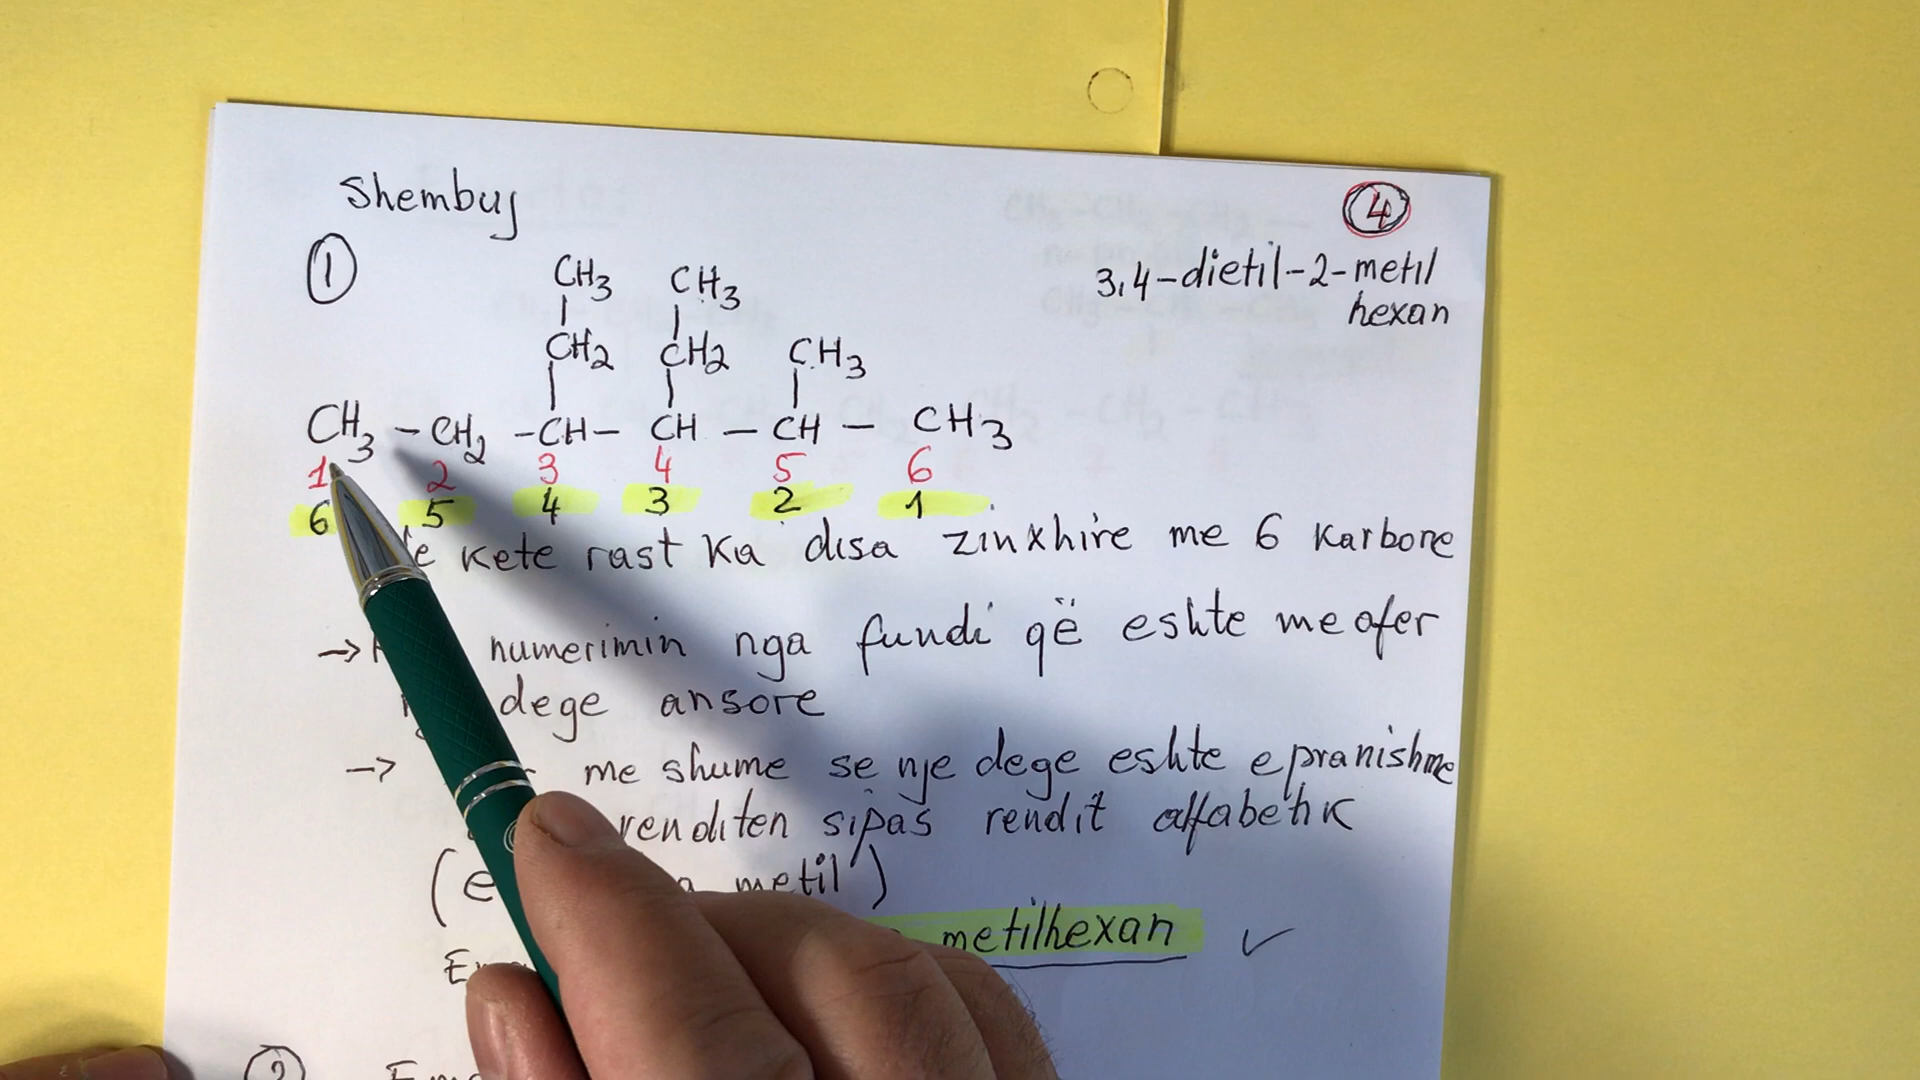 Shembuj
4
1
3,4-dietil-2-metil
hexan
CH3 CH3
CH2 CH2 CH3
CH3 - CH2 - CH - CH - CH - CH3
1 2 3 4 5 6
6 5 4 3 2 1
kete rast ka disa zinxhire me 6 karbone
→ numerimin nga fundi që eshte me afer
dege ansore
→ me shume se nje dege eshte e pranishme
renditen sipas rendit alfabetik
metil)
metilhexan ✓
2